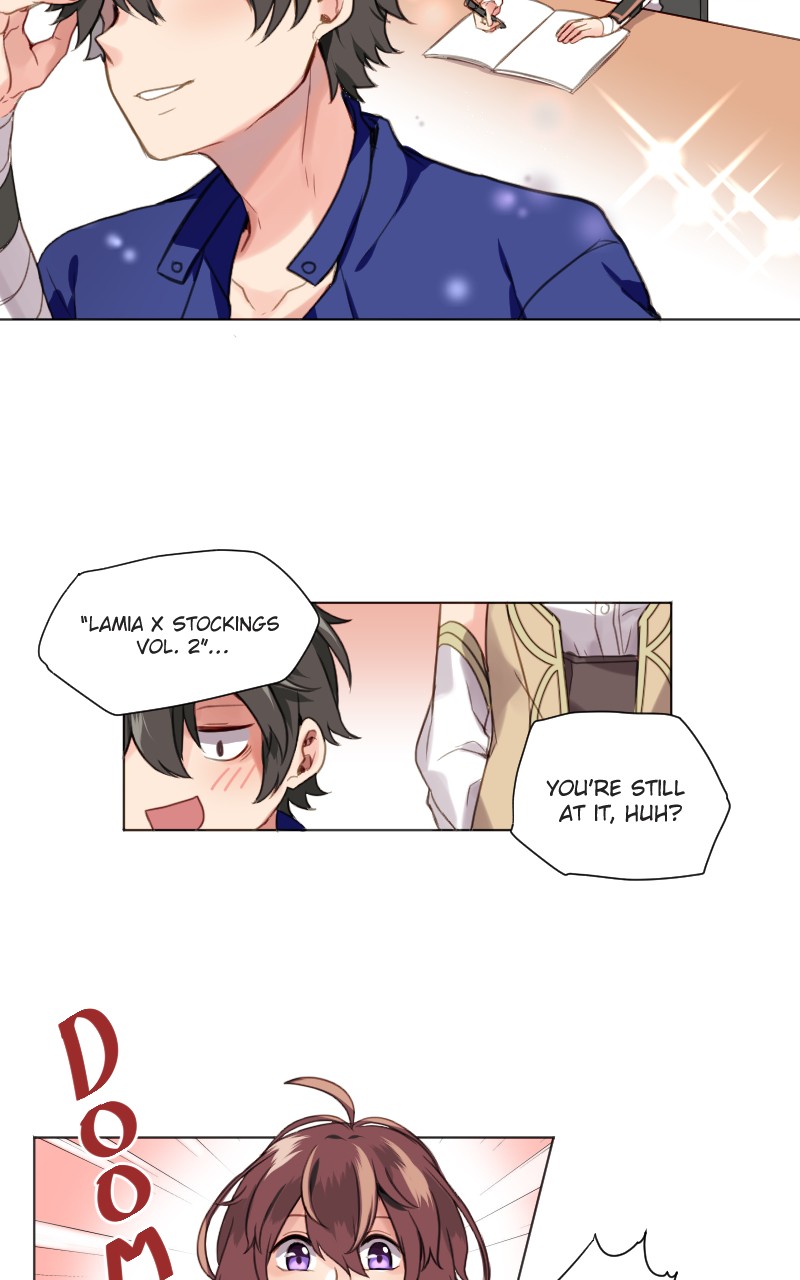 "LAMIA X STOCKINGS
VOL. 2"...
YOU'RE STILL
AT IT, HUH?
DOOM